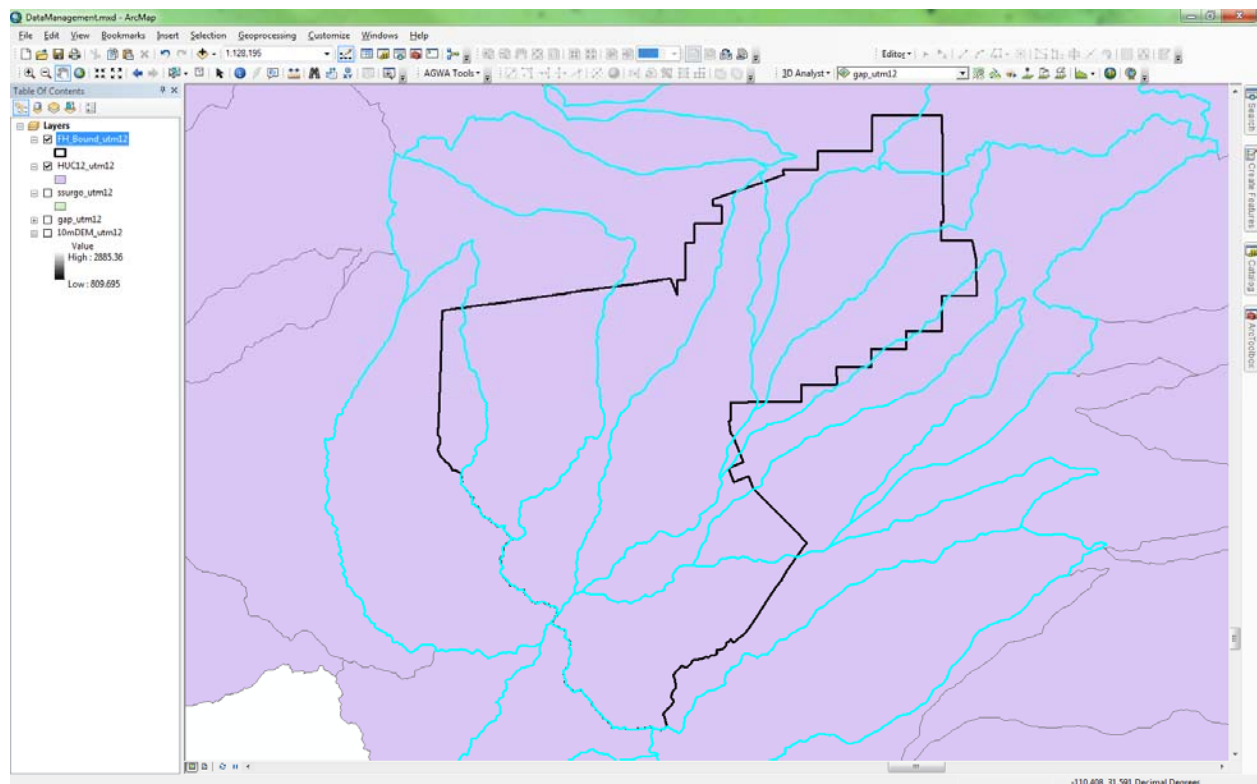 DataManagement.mxd - ArcMap
File Edit View Bookmarks Insert Selection Geoprocessing Customize Windows Help
1:128,195
Editor
AGWA Tools
3D Analyst
gap_utm12
Table Of Contents
Layers
FH_Bound_utm12
HUC12_utm12
ssurgo_utm12
gap_utm12
10mDEM_utm12
Value
High : 2885.36
Low : 809.695
Search
Create Features
Catalog
ArcToolbox
-110.408 31.591 Decimal Degrees